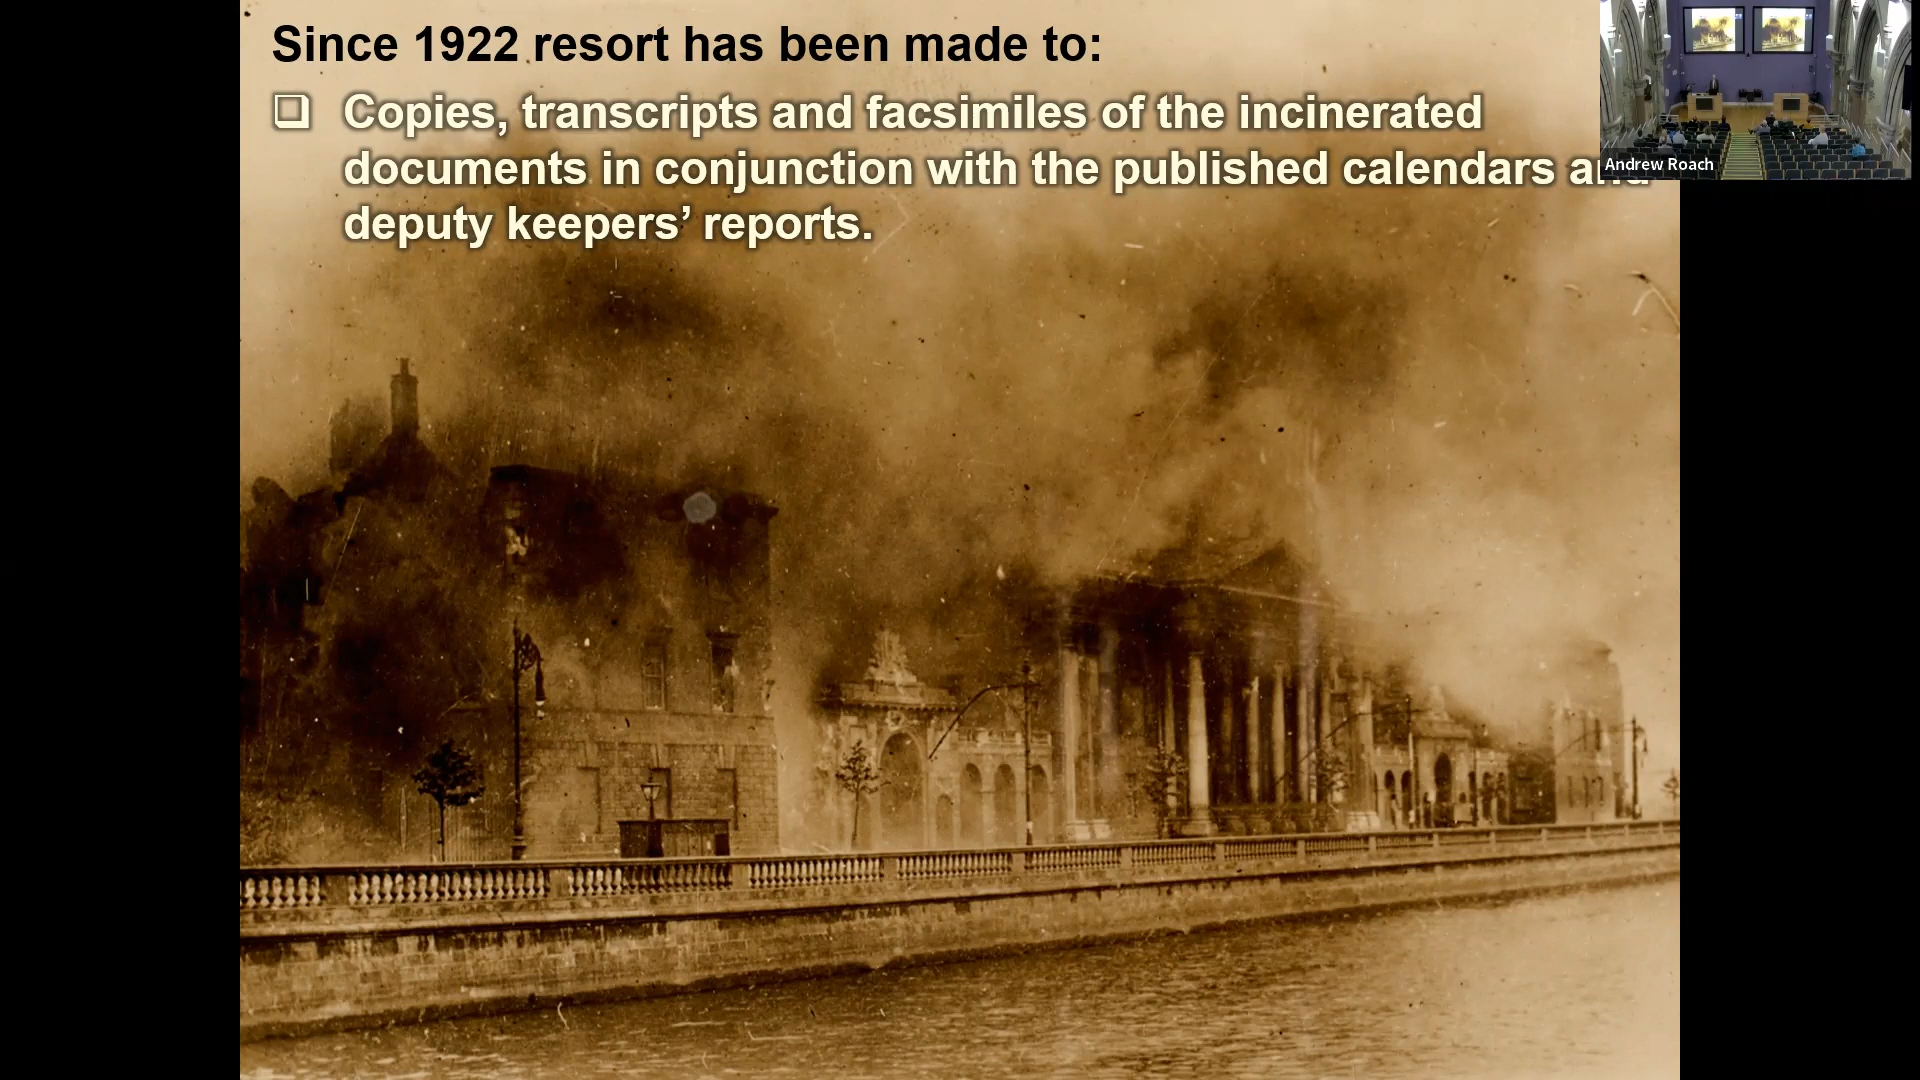 Since 1922 resort has been made to:
❑ Copies, transcripts and facsimiles of the incinerated
documents in conjunction with the published calendars and
deputy keepers’ reports.
Andrew Roach